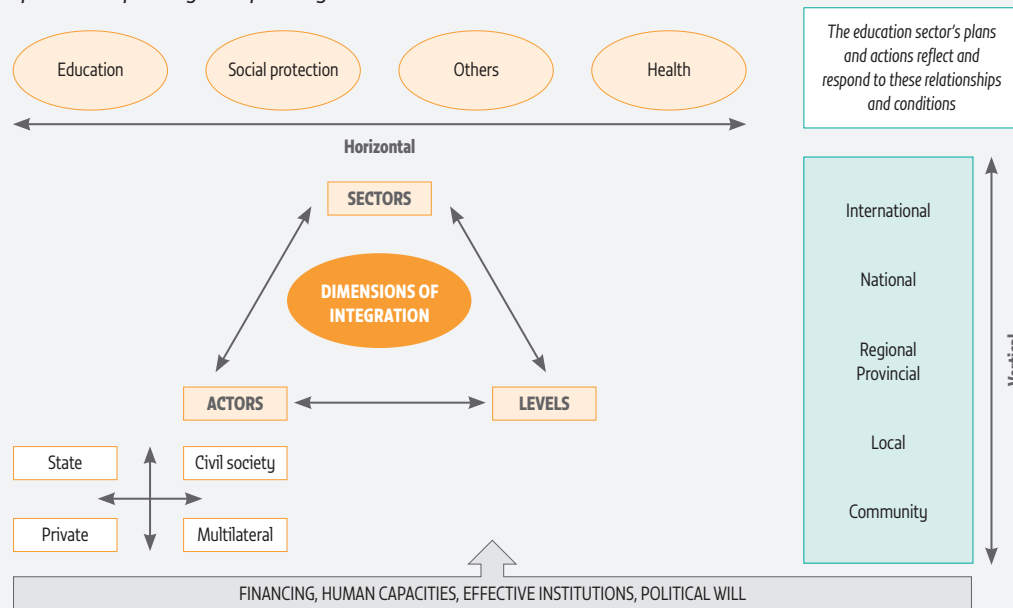 Education
Social protection
Others
Health
The education sector's plans
and actions reflect and
respond to these relationships
and conditions
Horizontal
SECTORS
DIMENSIONS OF
INTEGRATION
ACTORS
LEVELS
State
Civil society
Private
Multilateral
International
National
Regional
Provincial
Local
Community
Vertical
FINANCING, HUMAN CAPACITIES, EFFECTIVE INSTITUTIONS, POLITICAL WILL